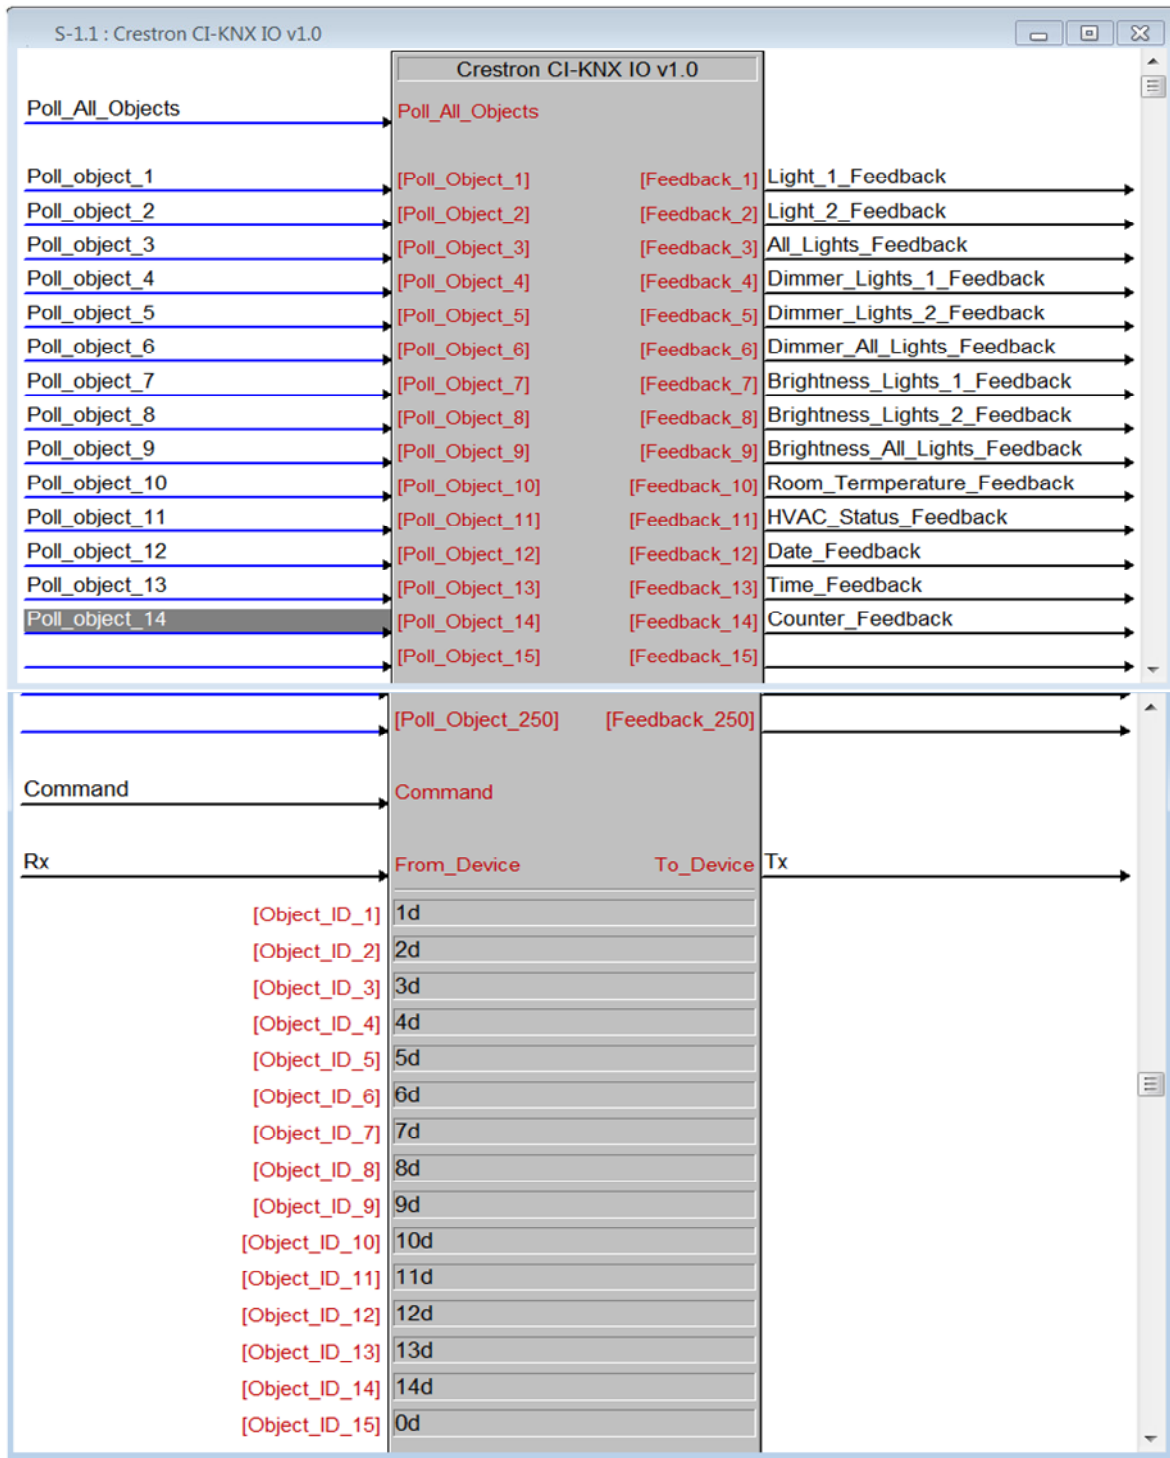 S-1.1 : Crestron CI-KNX IO v1.0
Crestron CI-KNX IO v1.0
Poll_All_Objects Poll_All_Objects
Poll_object_1 [Poll_Object_1] [Feedback_1] Light_1_Feedback
Poll_object_2 [Poll_Object_2] [Feedback_2] Light_2_Feedback
Poll_object_3 [Poll_Object_3] [Feedback_3] All_Lights_Feedback
Poll_object_4 [Poll_Object_4] [Feedback_4] Dimmer_Lights_1_Feedback
Poll_object_5 [Poll_Object_5] [Feedback_5] Dimmer_Lights_2_Feedback
Poll_object_6 [Poll_Object_6] [Feedback_6] Dimmer_All_Lights_Feedback
Poll_object_7 [Poll_Object_7] [Feedback_7] Brightness_Lights_1_Feedback
Poll_object_8 [Poll_Object_8] [Feedback_8] Brightness_Lights_2_Feedback
Poll_object_9 [Poll_Object_9] [Feedback_9] Brightness_All_Lights_Feedback
Poll_object_10 [Poll_Object_10] [Feedback_10] Room_Termperature_Feedback
Poll_object_11 [Poll_Object_11] [Feedback_11] HVAC_Status_Feedback
Poll_object_12 [Poll_Object_12] [Feedback_12] Date_Feedback
Poll_object_13 [Poll_Object_13] [Feedback_13] Time_Feedback
Poll_object_14 [Poll_Object_14] [Feedback_14] Counter_Feedback
[Poll_Object_15] [Feedback_15]
[Poll_Object_250] [Feedback_250]
Command Command
Rx From_Device To_Device Tx
[Object_ID_1] 1d
[Object_ID_2] 2d
[Object_ID_3] 3d
[Object_ID_4] 4d
[Object_ID_5] 5d
[Object_ID_6] 6d
[Object_ID_7] 7d
[Object_ID_8] 8d
[Object_ID_9] 9d
[Object_ID_10] 10d
[Object_ID_11] 11d
[Object_ID_12] 12d
[Object_ID_13] 13d
[Object_ID_14] 14d
[Object_ID_15] 0d